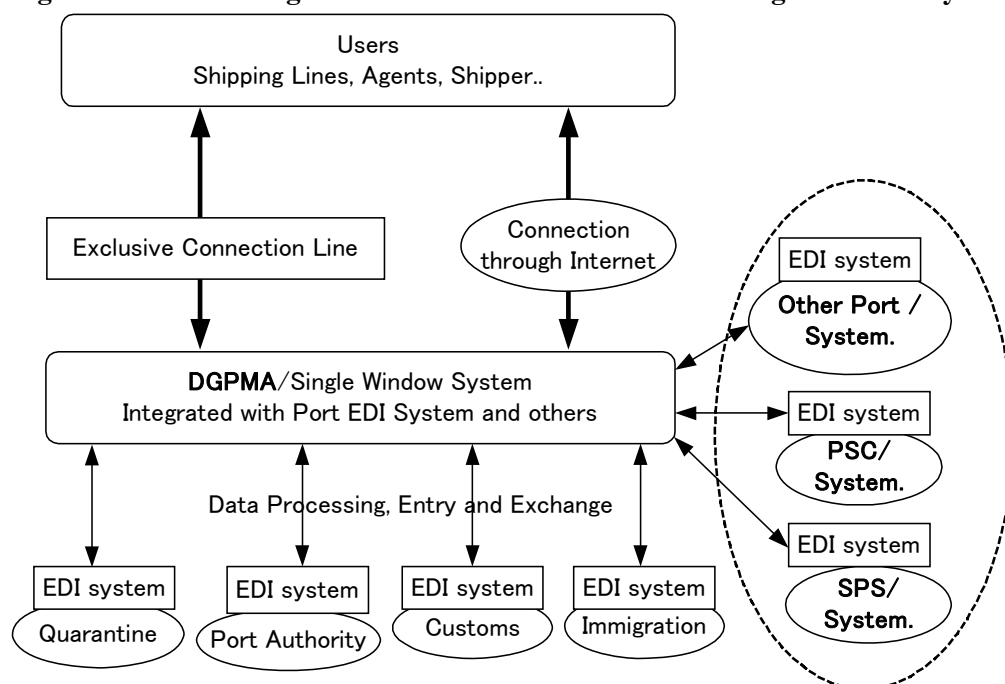 Users
Shipping Lines, Agents, Shipper..
Exclusive Connection Line
Connection
through Internet
EDI system
Other Port /
System.
DGPMA/Single Window System
Integrated with Port EDI System and others
EDI system
PSC/
System.
Data Processing, Entry and Exchange
EDI system
SPS/
System.
EDI system
Quarantine
EDI system
Port Authority
EDI system
Customs
EDI system
Immigration